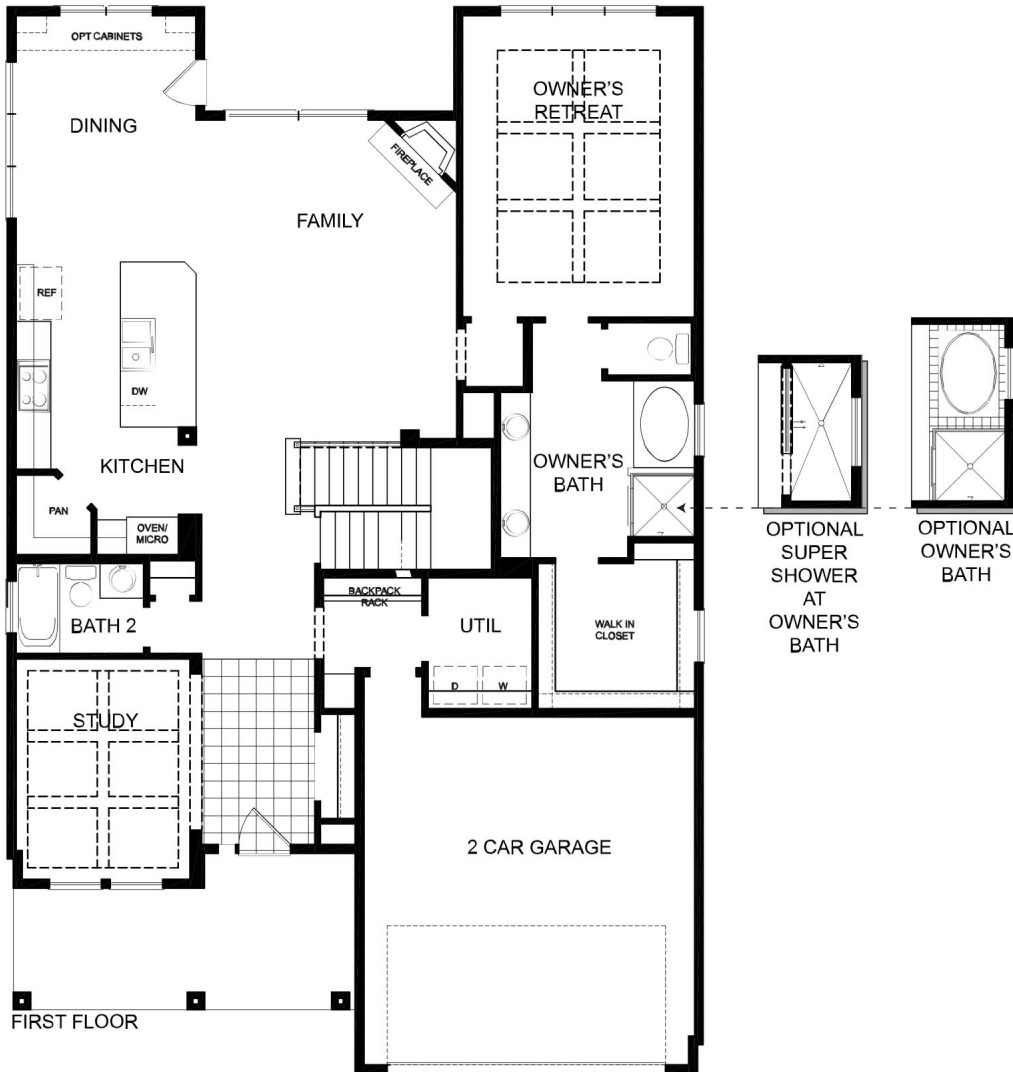 OPT CABINETS
DINING
OWNER'S
RETREAT
FIREPLACE
FAMILY
REF
DW
KITCHEN
OWNER'S
BATH
PAN
OVEN/
MICRO
OPTIONAL
SUPER
SHOWER
AT
OWNER'S
BATH
OPTIONAL
OWNER'S
BATH
BACKPACK
RACK
BATH 2
UTIL
WALK IN
CLOSET
D
W
STUDY
2 CAR GARAGE
FIRST FLOOR